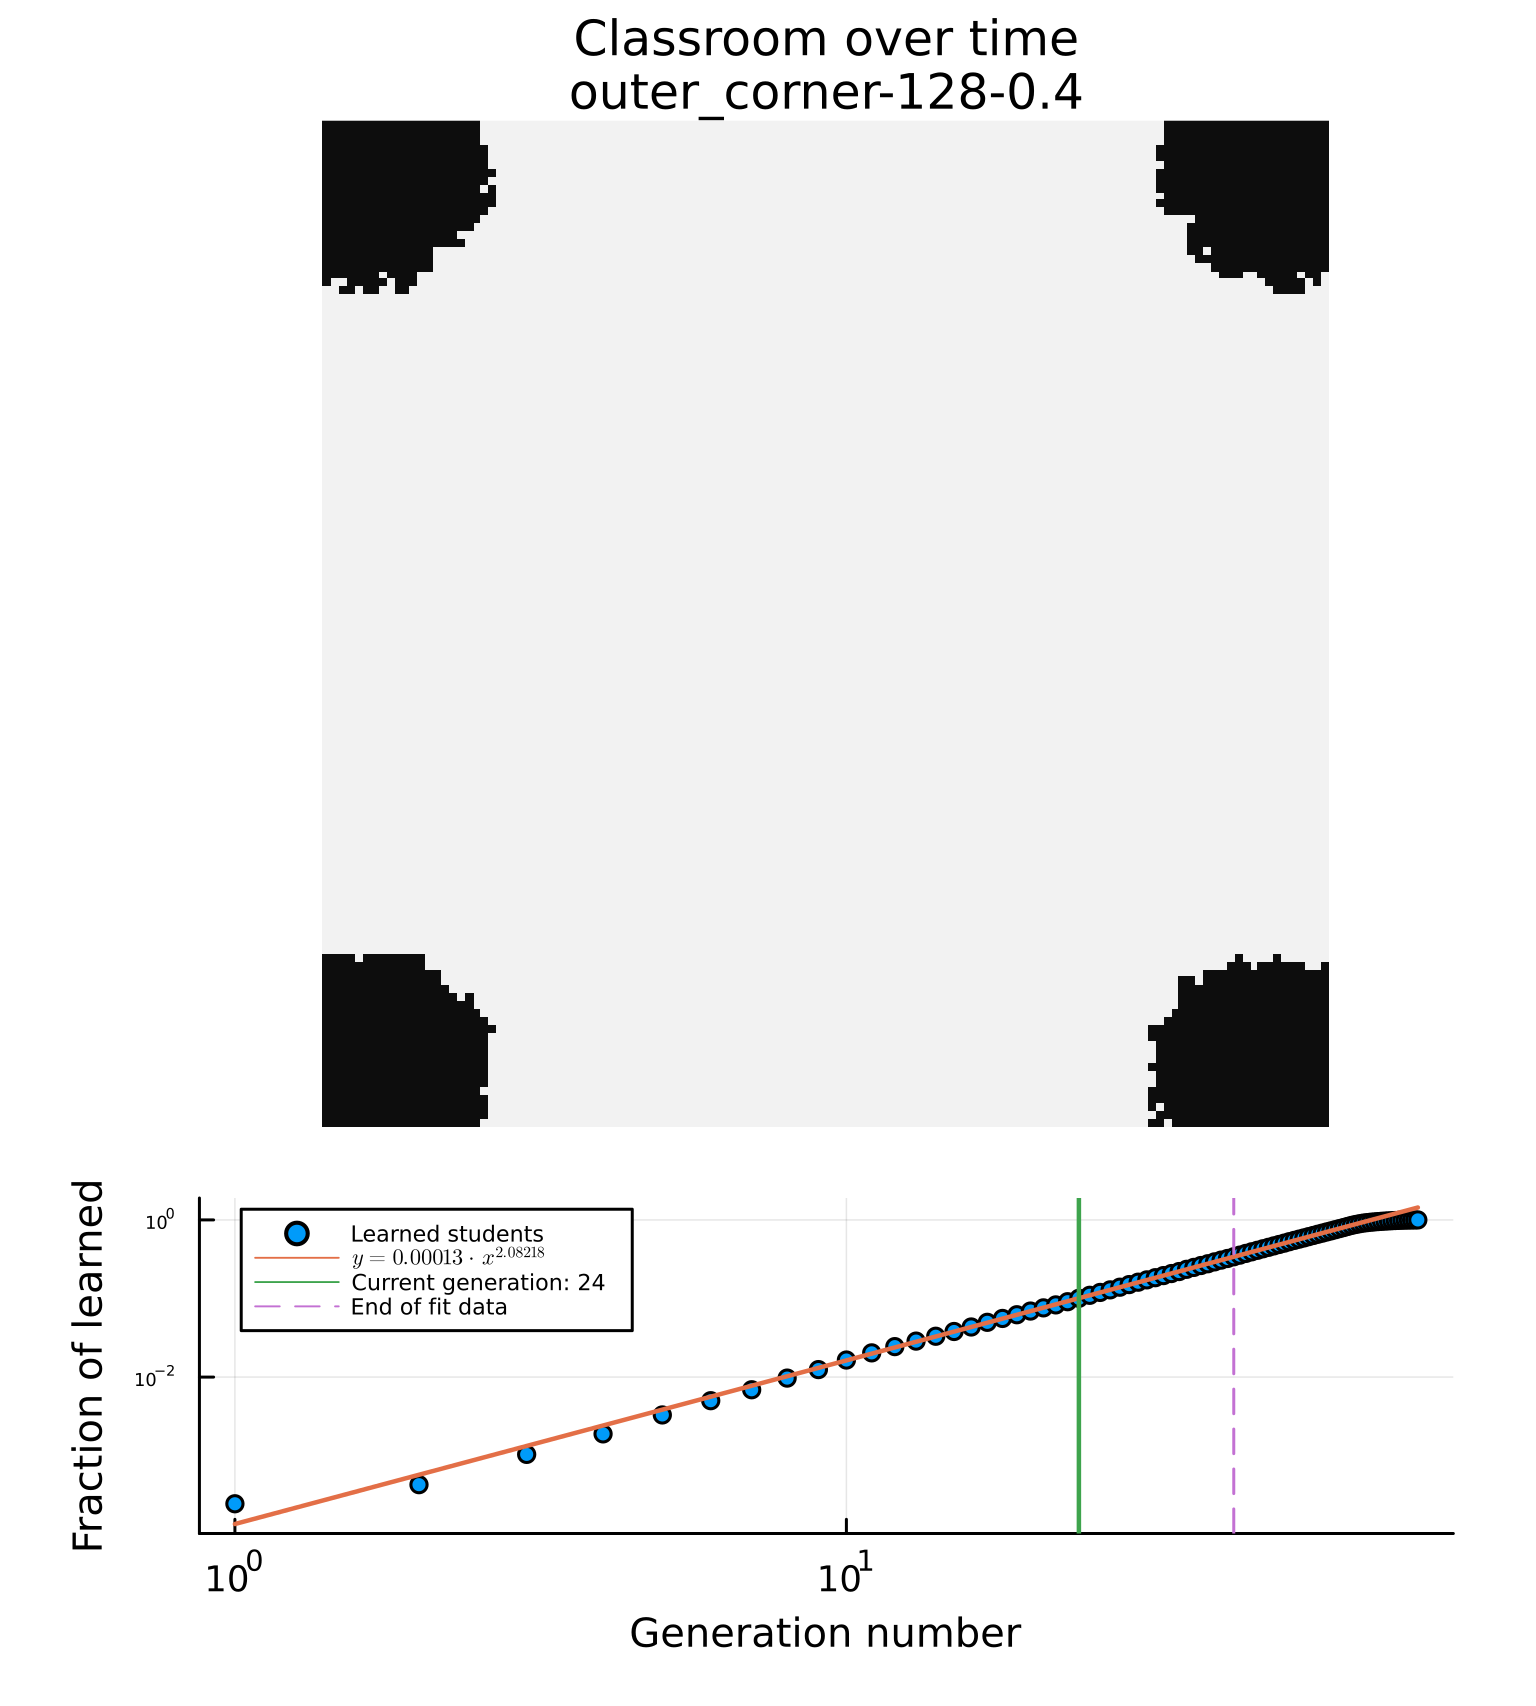 Classroom over time
outer_corner-128-0.4
Fraction of learned
10^0
10^-2
Learned students
y = 0.00013 · x^2.08218
Current generation: 24
End of fit data
10^0
10^1
Generation number